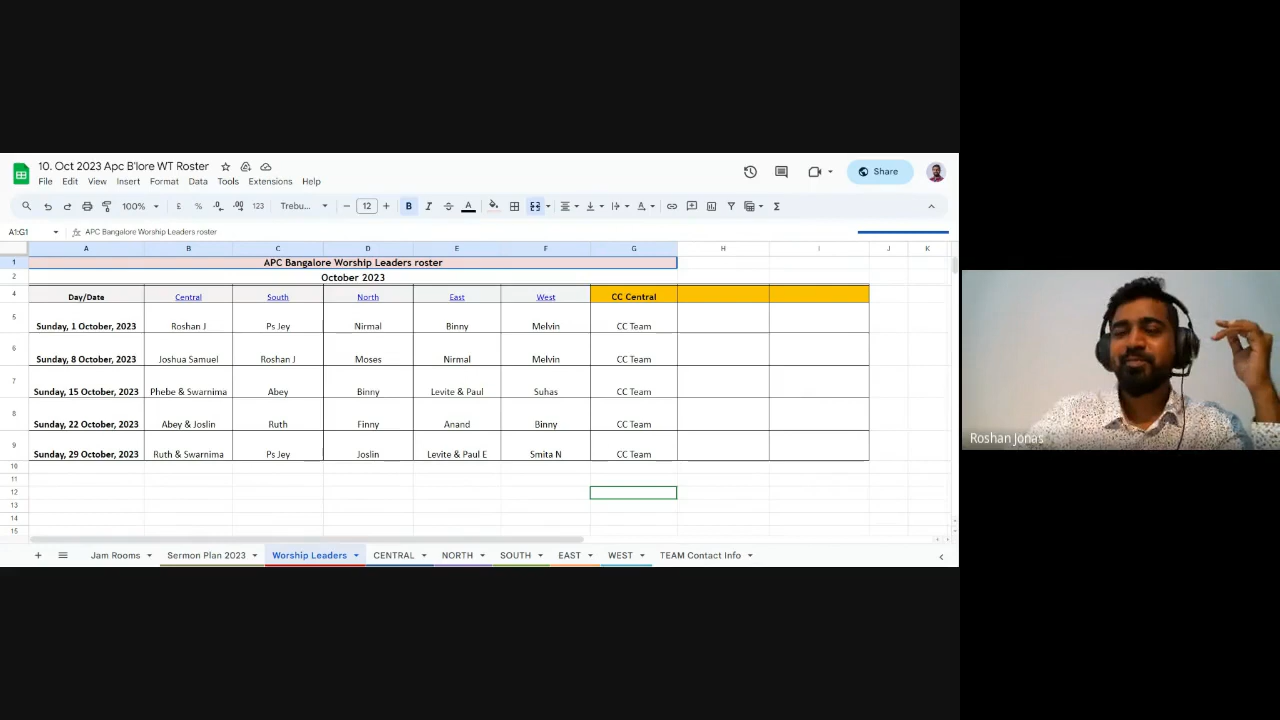 10. Oct 2023 Apc B'lore WT Roster
File Edit View Insert Format Data Tools Extensions Help
Share
100% £ % .0 .00 123 Trebu... − 12 + B I A
A1:G1 fx APC Bangalore Worship Leaders roster
A B C D E F G H I J K
1 APC Bangalore Worship Leaders roster
2 October 2023
4 Day/Date Central South North East West CC Central
5 Sunday, 1 October, 2023 Roshan J Ps Jey Nirmal Binny Melvin CC Team
6 Sunday, 8 October, 2023 Joshua Samuel Roshan J Moses Nirmal Melvin CC Team
7 Sunday, 15 October, 2023 Phebe & Swarnima Abey Binny Levite & Paul Suhas CC Team
8 Sunday, 22 October, 2023 Abey & Joslin Ruth Finny Anand Binny CC Team
9 Sunday, 29 October, 2023 Ruth & Swarnima Ps Jey Joslin Levite & Paul E Smita N CC Team
10
11
12
13
14
15
+ Jam Rooms Sermon Plan 2023 Worship Leaders CENTRAL NORTH SOUTH EAST WEST TEAM Contact Info
Roshan Jonas